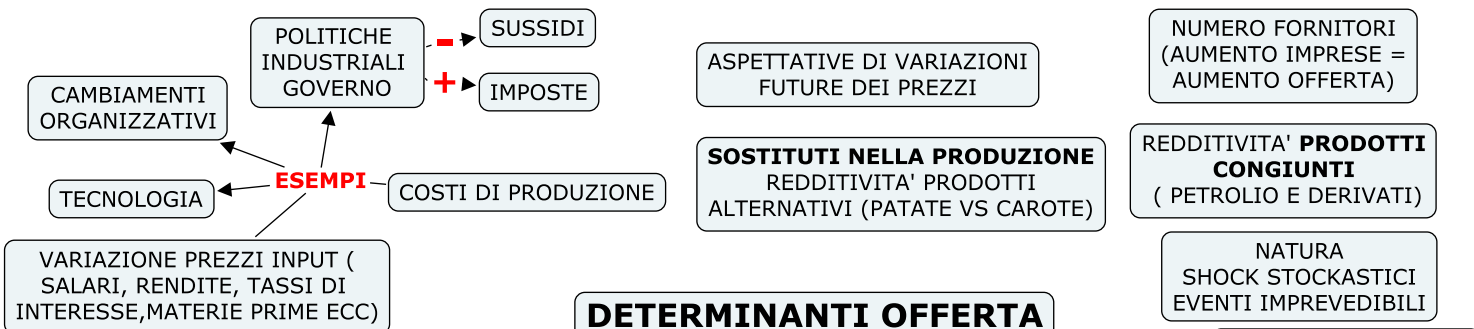 POLITICHE
INDUSTRIALI
GOVERNO
-
SUSSIDI
+
IMPOSTE
CAMBIAMENTI
ORGANIZZATIVI
ESEMPI
TECNOLOGIA
COSTI DI PRODUZIONE
VARIAZIONE PREZZI INPUT (
SALARI, RENDITE, TASSI DI
INTERESSE,MATERIE PRIME ECC)
ASPETTATIVE DI VARIAZIONI
FUTURE DEI PREZZI
SOSTITUTI NELLA PRODUZIONE
REDDITIVITA' PRODOTTI
ALTERNATIVI (PATATE VS CAROTE)
DETERMINANTI OFFERTA
NUMERO FORNITORI
(AUMENTO IMPRESE =
AUMENTO OFFERTA)
REDDITIVITA' PRODOTTI
CONGIUNTI
( PETROLIO E DERIVATI)
NATURA
SHOCK STOCKASTICI
EVENTI IMPREVEDIBILI